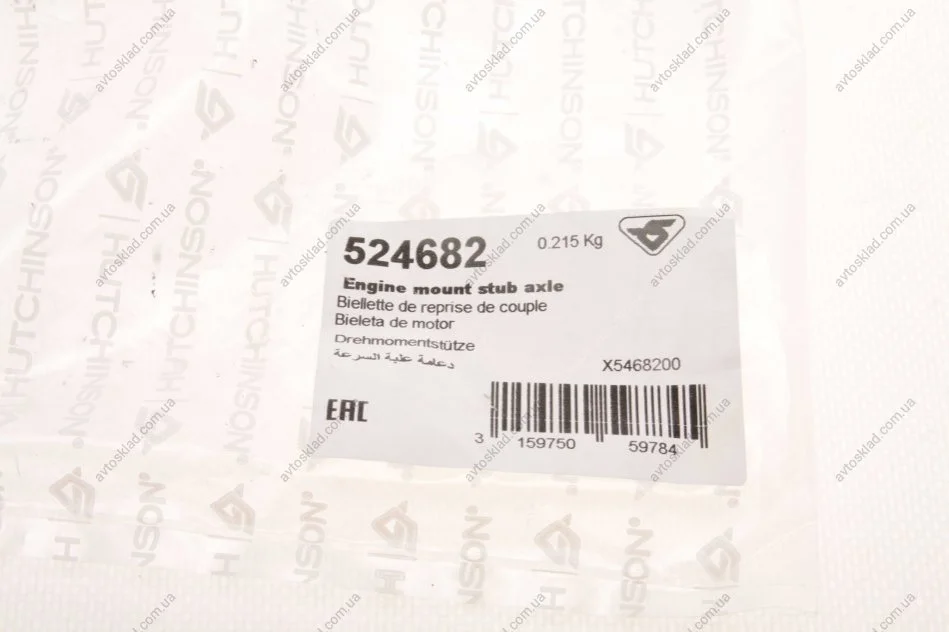 524682
0.215 Kg
Engine mount stub axle
Biellette de reprise de couple
Bieleta de motor
Drehmomentstütze
دعامة علبة السرعة
X5468200
EAC
3 159750 59784
HUTCHINSON
avtosklad.com.ua